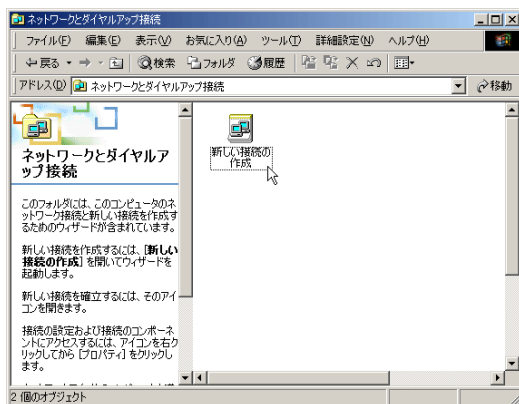 ネットワークとダイヤルアップ接続
ファイル(F) 編集(E) 表示(V) お気に入り(A) ツール(T) 詳細設定(N) ヘルプ(H)
戻る 検索 フォルダ 履歴
アドレス(D) ネットワークとダイヤルアップ接続 移動
ネットワークとダイヤルア
ップ接続
このフォルダには、このコンピュータのネ
ットワーク接続と新しい接続を作成す
るためのウィザードが含まれています。
新しい接続を作成するには、[新しい
接続の作成] を開いてウィザードを
起動します。
新しい接続を確立するには、そのアイ
コンを開きます。
接続の設定および接続のコンポーネ
ントにアクセスするには、アイコンを右ク
リックしてから [プロパティ] をクリックし
ます。
新しい接続の
作成
2 個のオブジェクト